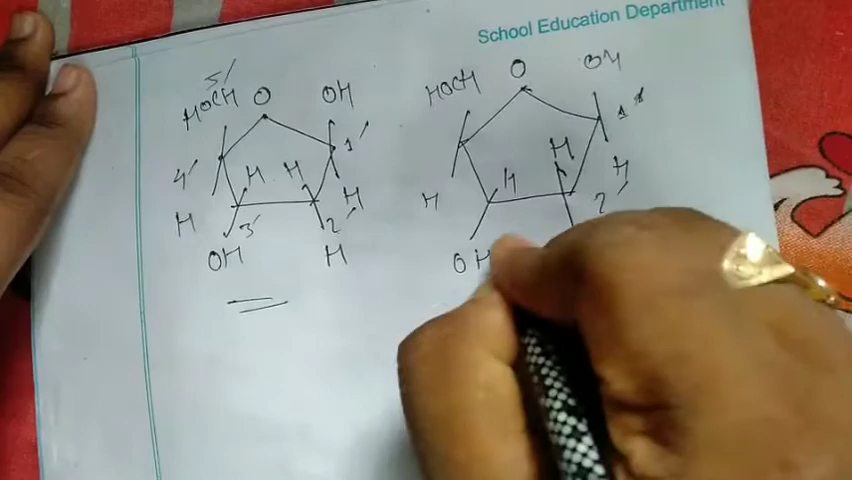 School Education Department
5'
HOCH O OH
1'
4' H H
H 3' 2' H
OH H
HOCH O OH
1'
H
H H H
2'
OH